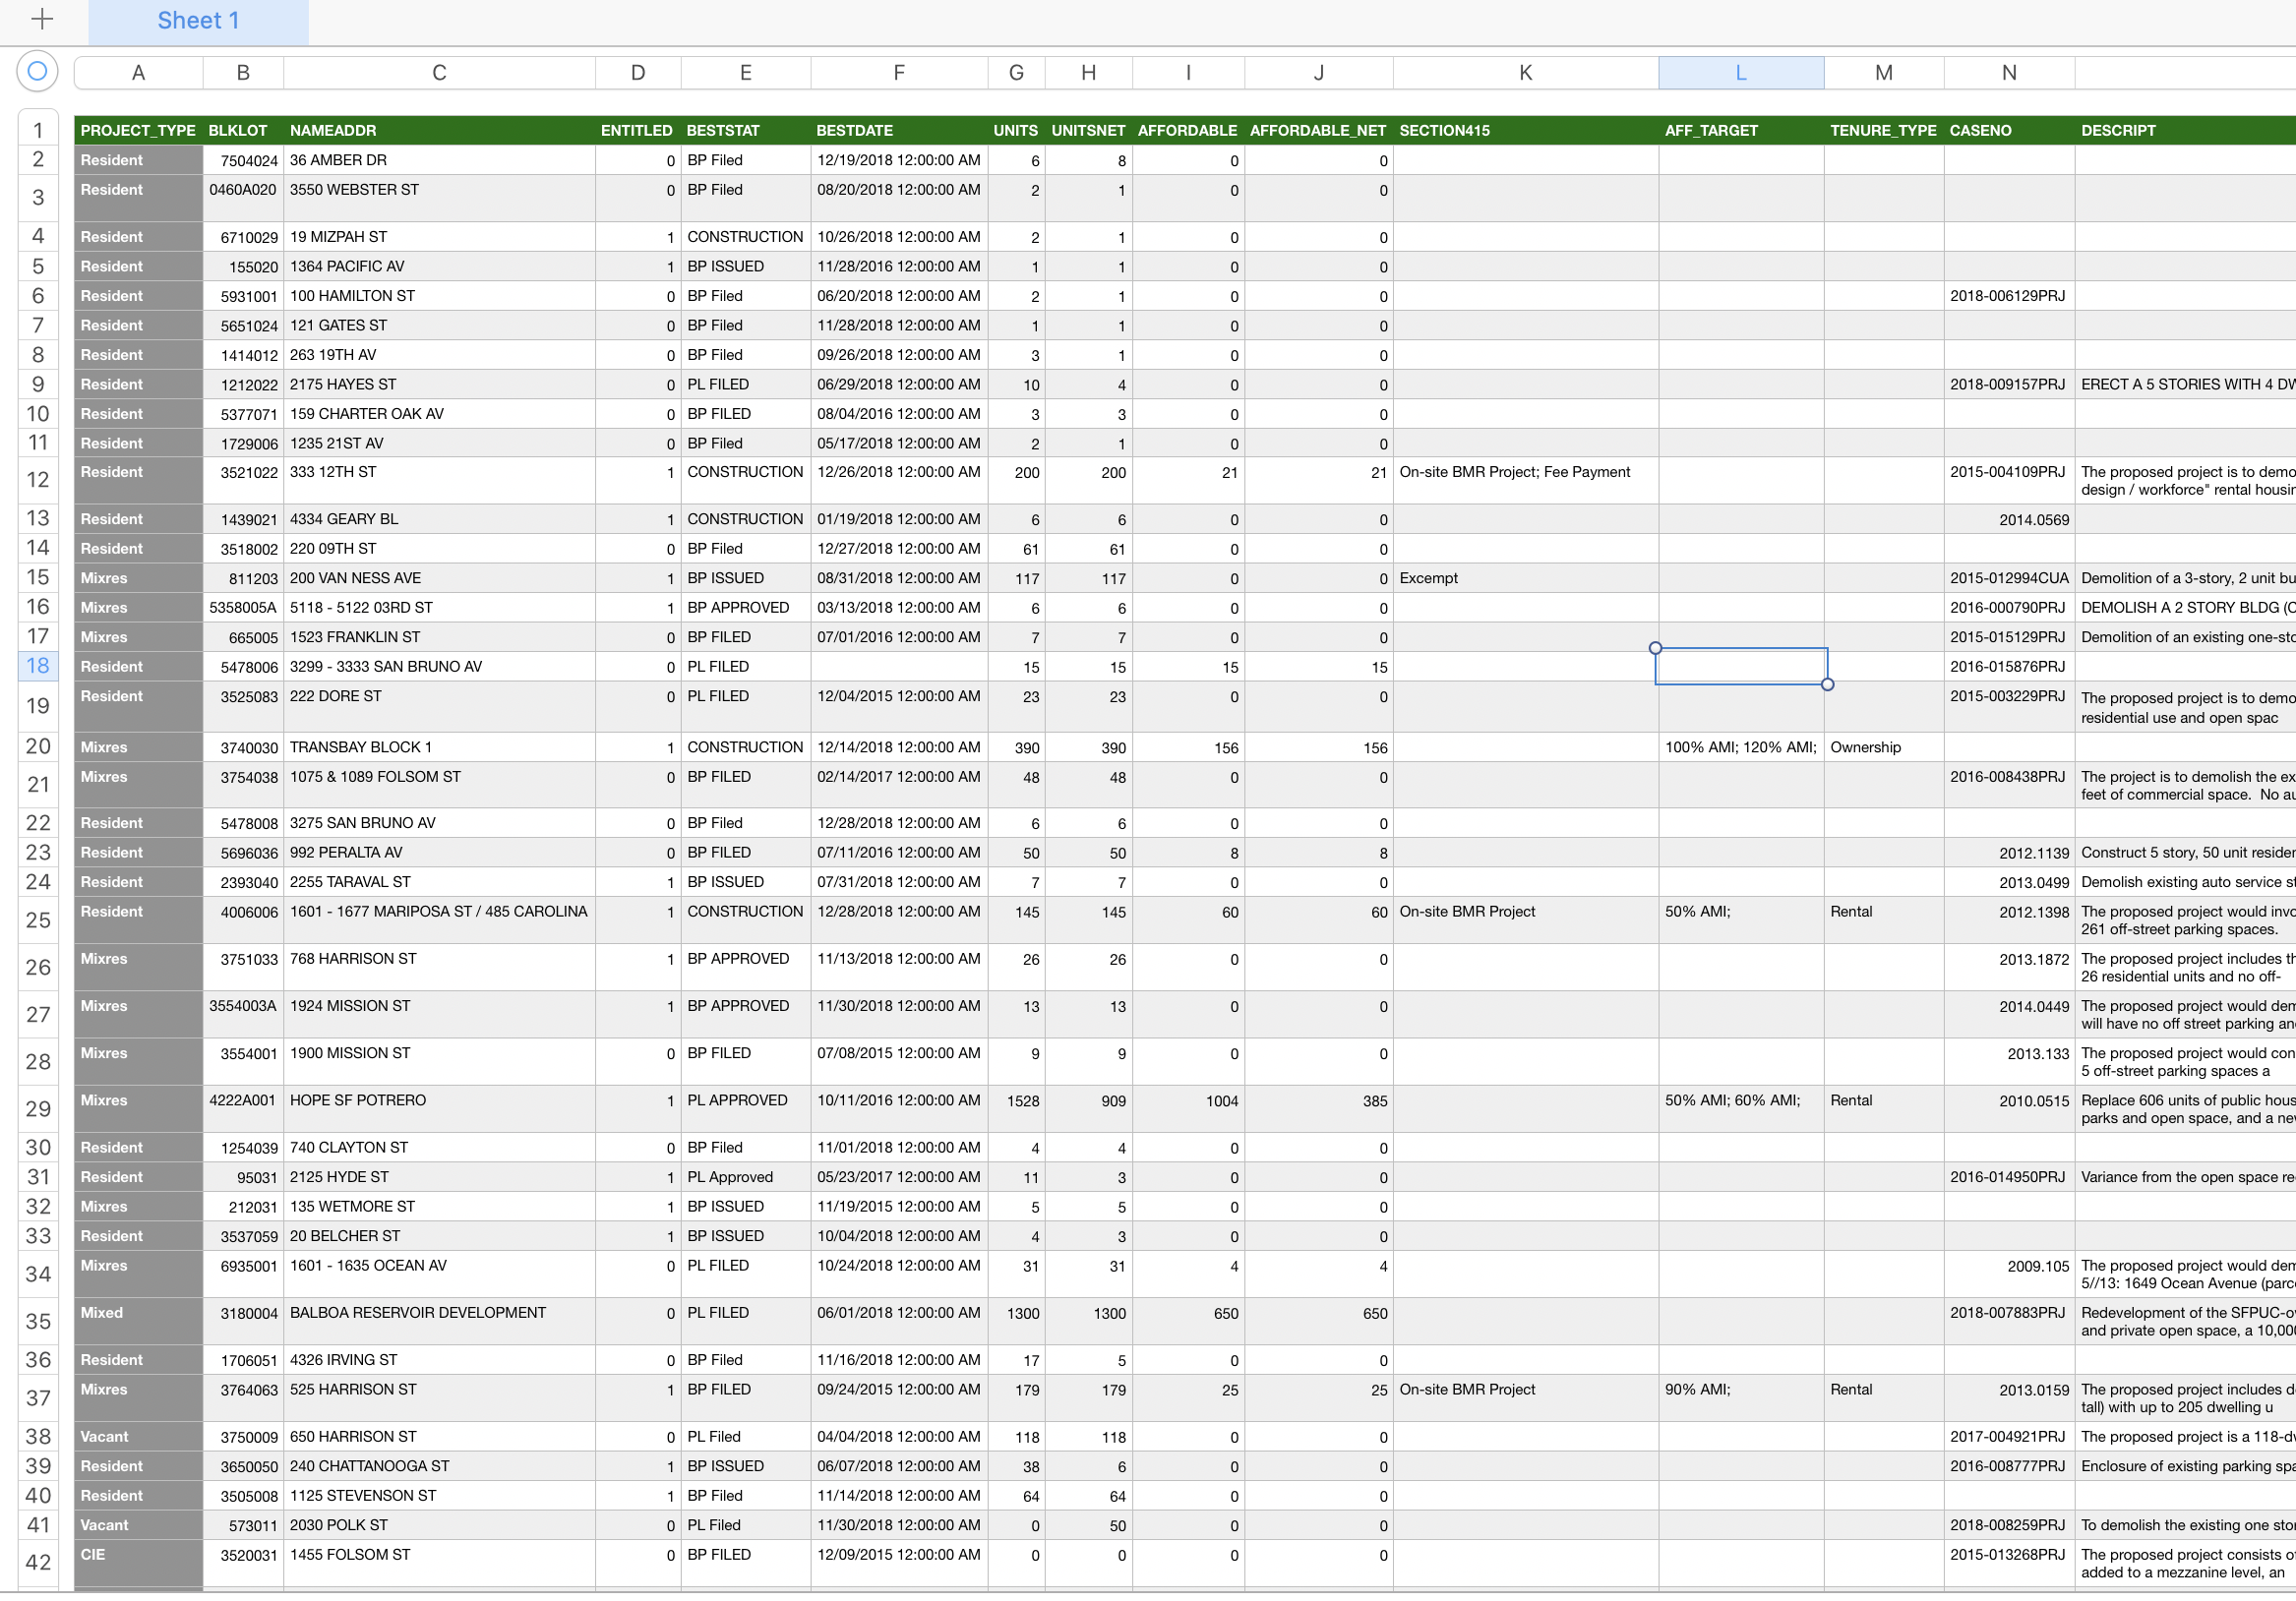 Sheet 1
A B C D E F G H I J K L M N
1 PROJECT_TYPE BLKLOT NAMEADDR ENTITLED BESTSTAT BESTDATE UNITS UNITSNET AFFORDABLE AFFORDABLE_NET SECTION415 AFF_TARGET TENURE_TYPE CASENO DESCRIPT
2 Resident 7504024 36 AMBER DR 0 BP Filed 12/19/2018 12:00:00 AM 6 8 0 0
3 Resident 0460A020 3550 WEBSTER ST 0 BP Filed 08/20/2018 12:00:00 AM 2 1 0 0
4 Resident 6710029 19 MIZPAH ST 1 CONSTRUCTION 10/26/2018 12:00:00 AM 2 1 0 0
5 Resident 155020 1364 PACIFIC AV 1 BP ISSUED 11/28/2016 12:00:00 AM 1 1 0 0
6 Resident 5931001 100 HAMILTON ST 0 BP Filed 06/20/2018 12:00:00 AM 2 1 0 0 2018-006129PRJ
7 Resident 5651024 121 GATES ST 0 BP Filed 11/28/2018 12:00:00 AM 1 1 0 0
8 Resident 1414012 263 19TH AV 0 BP Filed 09/26/2018 12:00:00 AM 3 1 0 0
9 Resident 1212022 2175 HAYES ST 0 PL FILED 06/29/2018 12:00:00 AM 10 4 0 0 2018-009157PRJ ERECT A 5 STORIES WITH 4 DW
10 Resident 5377071 159 CHARTER OAK AV 0 BP FILED 08/04/2016 12:00:00 AM 3 3 0 0
11 Resident 1729006 1235 21ST AV 0 BP Filed 05/17/2018 12:00:00 AM 2 1 0 0
12 Resident 3521022 333 12TH ST 1 CONSTRUCTION 12/26/2018 12:00:00 AM 200 200 21 21 On-site BMR Project; Fee Payment 2015-004109PRJ The proposed project is to demo
design / workforce" rental housin
13 Resident 1439021 4334 GEARY BL 1 CONSTRUCTION 01/19/2018 12:00:00 AM 6 6 0 0 2014.0569
14 Resident 3518002 220 09TH ST 0 BP Filed 12/27/2018 12:00:00 AM 61 61 0 0
15 Mixres 811203 200 VAN NESS AVE 1 BP ISSUED 08/31/2018 12:00:00 AM 117 117 0 0 Excempt 2015-012994CUA Demolition of a 3-story, 2 unit bu
16 Mixres 5358005A 5118 - 5122 03RD ST 1 BP APPROVED 03/13/2018 12:00:00 AM 6 6 0 0 2016-000790PRJ DEMOLISH A 2 STORY BLDG (C
17 Mixres 665005 1523 FRANKLIN ST 1 BP FILED 07/01/2016 12:00:00 AM 7 7 0 0 2015-015129PRJ Demolition of an existing one-sto
18 Resident 5478006 3299 - 3333 SAN BRUNO AV 0 PL FILED 15 15 15 15 2016-015876PRJ
19 Resident 3525083 222 DORE ST 0 PL FILED 12/04/2015 12:00:00 AM 23 23 0 0 2015-003229PRJ The proposed project is to demo
residential use and open spac
20 Mixres 3740030 TRANSBAY BLOCK 1 1 CONSTRUCTION 12/14/2018 12:00:00 AM 390 390 156 156 100% AMI; 120% AMI; Ownership
21 Mixres 3754038 1075 & 1089 FOLSOM ST 0 BP FILED 02/14/2017 12:00:00 AM 48 48 0 0 2016-008438PRJ The project is to demolish the ex
feet of commercial space. No au
22 Resident 5478008 3275 SAN BRUNO AV 0 BP Filed 12/28/2018 12:00:00 AM 6 6 0 0
23 Resident 5696036 992 PERALTA AV 0 BP FILED 07/11/2016 12:00:00 AM 50 50 8 8 2012.1139 Construct 5 story, 50 unit residen
24 Resident 2393040 2255 TARAVAL ST 1 BP ISSUED 07/31/2018 12:00:00 AM 7 7 0 0 2013.0499 Demolish existing auto service st
25 Resident 4006006 1601 - 1677 MARIPOSA ST / 485 CAROLINA 1 CONSTRUCTION 12/28/2018 12:00:00 AM 145 145 60 60 On-site BMR Project 50% AMI; Rental 2012.1398 The proposed project would invo
261 off-street parking spaces.
26 Mixres 3751033 768 HARRISON ST 1 BP APPROVED 11/13/2018 12:00:00 AM 26 26 0 0 2013.1872 The proposed project includes th
26 residential units and no off-
27 Mixres 3554003A 1924 MISSION ST 1 BP APPROVED 11/30/2018 12:00:00 AM 13 13 0 0 2014.0449 The proposed project would dem
will have no off street parking an
28 Mixres 3554001 1900 MISSION ST 0 BP FILED 07/08/2015 12:00:00 AM 9 9 0 0 2013.133 The proposed project would con
5 off-street parking spaces a
29 Mixres 4222A001 HOPE SF POTRERO 1 PL APPROVED 10/11/2016 12:00:00 AM 1528 909 1004 385 50% AMI; 60% AMI; Rental 2010.0515 Replace 606 units of public hous
parks and open space, and a nev
30 Resident 1254039 740 CLAYTON ST 0 BP Filed 11/01/2018 12:00:00 AM 4 4 0 0
31 Resident 95031 2125 HYDE ST 1 PL Approved 05/23/2017 12:00:00 AM 11 3 0 0 2016-014950PRJ Variance from the open space re
32 Mixres 212031 135 WETMORE ST 1 BP ISSUED 11/19/2015 12:00:00 AM 5 5 0 0
33 Resident 3537059 20 BELCHER ST 1 BP ISSUED 10/04/2018 12:00:00 AM 4 3 0 0
34 Mixres 6935001 1601 - 1635 OCEAN AV 0 PL FILED 10/24/2018 12:00:00 AM 31 31 4 4 2009.105 The proposed project would dem
5//13: 1649 Ocean Avenue (parc
35 Mixed 3180004 BALBOA RESERVOIR DEVELOPMENT 0 PL FILED 06/01/2018 12:00:00 AM 1300 1300 650 650 2018-007883PRJ Redevelopment of the SFPUC-o
and private open space, a 10,000
36 Resident 1706051 4326 IRVING ST 0 BP Filed 11/16/2018 12:00:00 AM 17 5 0 0
37 Mixres 3764063 525 HARRISON ST 1 BP FILED 09/24/2015 12:00:00 AM 179 179 25 25 On-site BMR Project 90% AMI; Rental 2013.0159 The proposed project includes d
tall) with up to 205 dwelling u
38 Vacant 3750009 650 HARRISON ST 0 PL Filed 04/04/2018 12:00:00 AM 118 118 0 0 2017-004921PRJ The proposed project is a 118-dw
39 Resident 3650050 240 CHATTANOOGA ST 1 BP ISSUED 06/07/2018 12:00:00 AM 38 6 0 0 2016-008777PRJ Enclosure of existing parking spa
40 Resident 3505008 1125 STEVENSON ST 1 BP Filed 11/14/2018 12:00:00 AM 64 64 0 0
41 Vacant 573011 2030 POLK ST 0 PL Filed 11/30/2018 12:00:00 AM 0 50 0 0 2018-008259PRJ To demolish the existing one stor
42 CIE 3520031 1455 FOLSOM ST 0 BP FILED 12/09/2015 12:00:00 AM 0 0 0 0 2015-013268PRJ The proposed project consists o
added to a mezzanine level, an